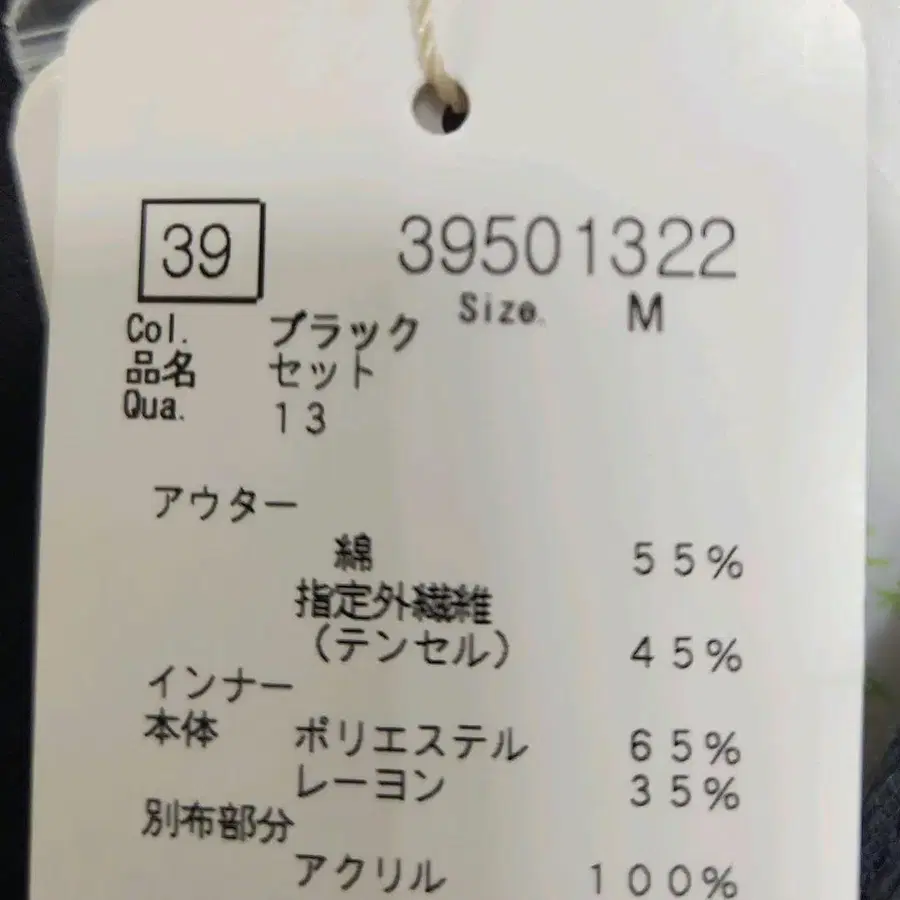 39 39501322
Size. M
Col. ブラック
品名 セット
Qua. 13
アウター
綿 55%
指定外繊維
(テンセル) 45%
インナー
本体 ポリエステル 65%
レーヨン 35%
別布部分
アクリル 100%